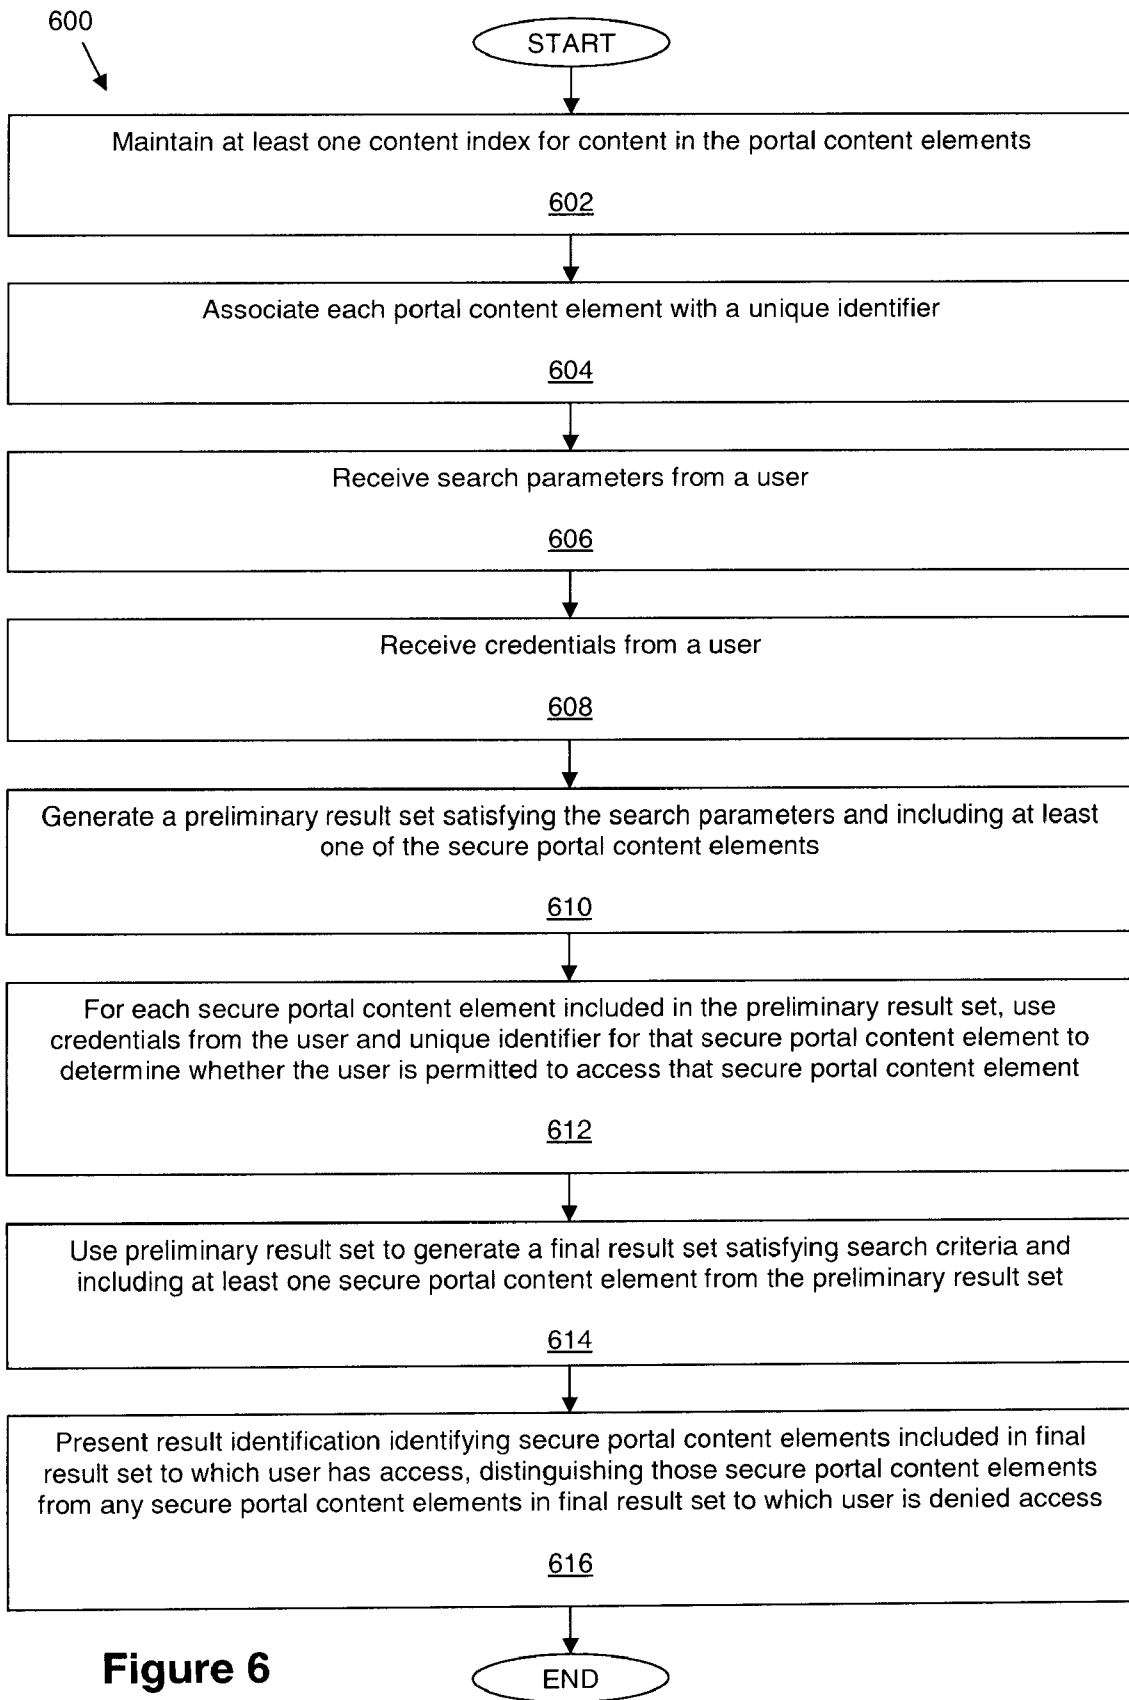 600
START
Maintain at least one content index for content in the portal content elements
602
Associate each portal content element with a unique identifier
604
Receive search parameters from a user
606
Receive credentials from a user
608
Generate a preliminary result set satisfying the search parameters and including at least
one of the secure portal content elements
610
For each secure portal content element included in the preliminary result set, use
credentials from the user and unique identifier for that secure portal content element to
determine whether the user is permitted to access that secure portal content element
612
Use preliminary result set to generate a final result set satisfying search criteria and
including at least one secure portal content element from the preliminary result set
614
Present result identification identifying secure portal content elements included in final
result set to which user has access, distinguishing those secure portal content elements
from any secure portal content elements in final result set to which user is denied access
616
Figure 6
END